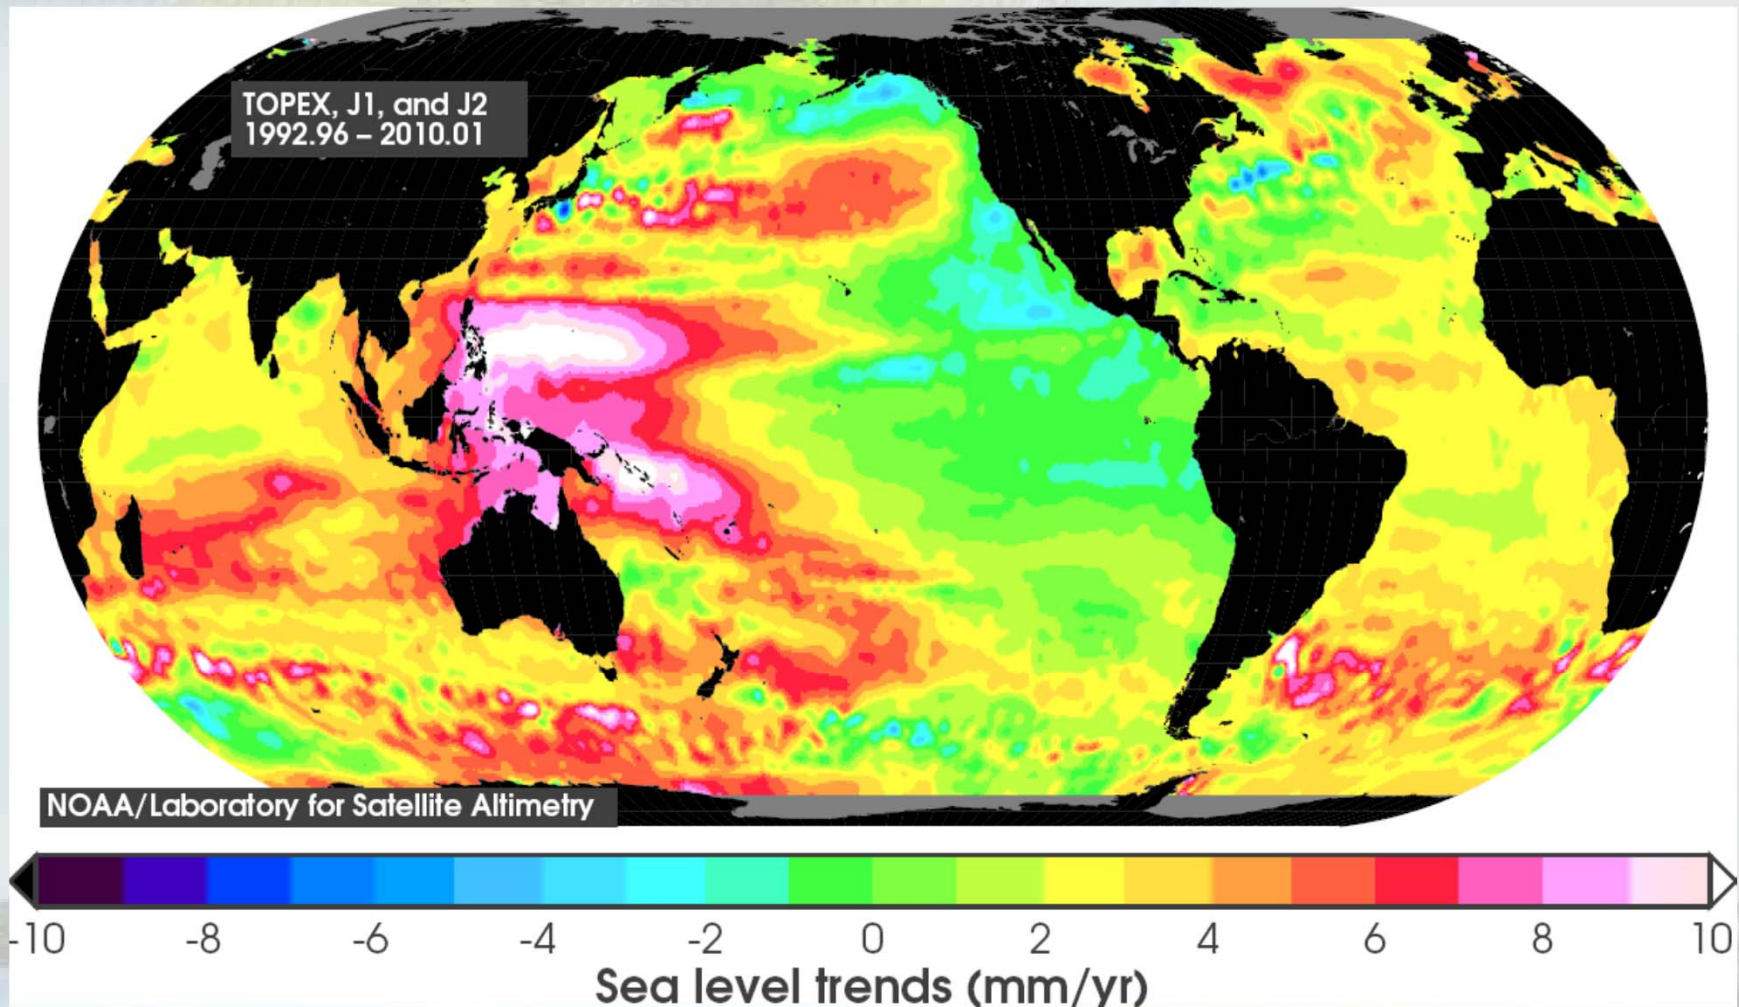 TOPEX, J1, and J2
1992.96 – 2010.01
NOAA/Laboratory for Satellite Altimetry
-10 -8 -6 -4 -2 0 2 4 6 8 10
Sea level trends (mm/yr)